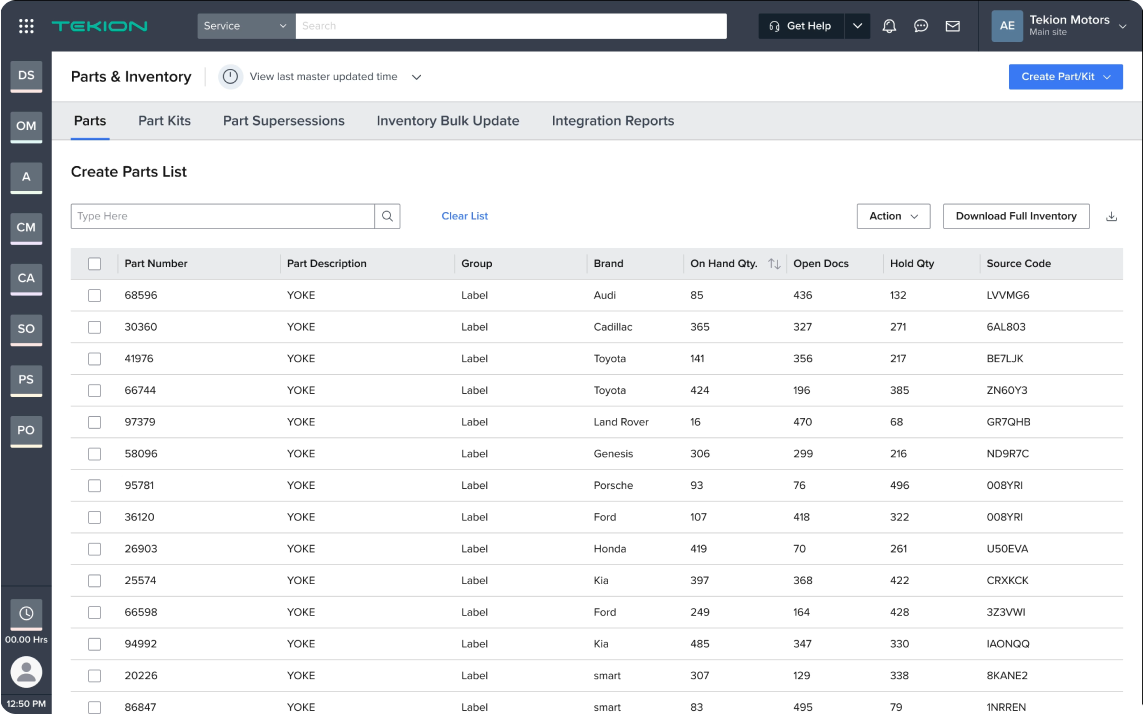 TEKION Service Search Get Help AE Tekion Motors
Main site
DS
OM
A
CM
CA
SO
PS
PO
00.00 Hrs
12:50 PM
Parts & Inventory View last master updated time Create Part/Kit
Parts Part Kits Part Supersessions Inventory Bulk Update Integration Reports
Create Parts List
Type Here Clear List Action Download Full Inventory
Part Number Part Description Group Brand On Hand Qty. Open Docs Hold Qty Source Code
68596 YOKE Label Audi 85 436 132 LVVMG6
30360 YOKE Label Cadillac 365 327 271 6AL803
41976 YOKE Label Toyota 141 356 217 BE7LJK
66744 YOKE Label Toyota 424 196 385 ZN60Y3
97379 YOKE Label Land Rover 16 470 68 GR7QHB
58096 YOKE Label Genesis 306 299 216 ND9R7C
95781 YOKE Label Porsche 93 76 496 008YRI
36120 YOKE Label Ford 107 418 322 008YRI
26903 YOKE Label Honda 419 70 261 U50EVA
25574 YOKE Label Kia 397 368 422 CRXKCK
66598 YOKE Label Ford 249 164 428 3Z3VWI
94992 YOKE Label Kia 485 347 330 IAONQQ
20226 YOKE Label smart 307 129 338 8KANE2
86847 YOKE Label smart 83 495 79 1NRREN